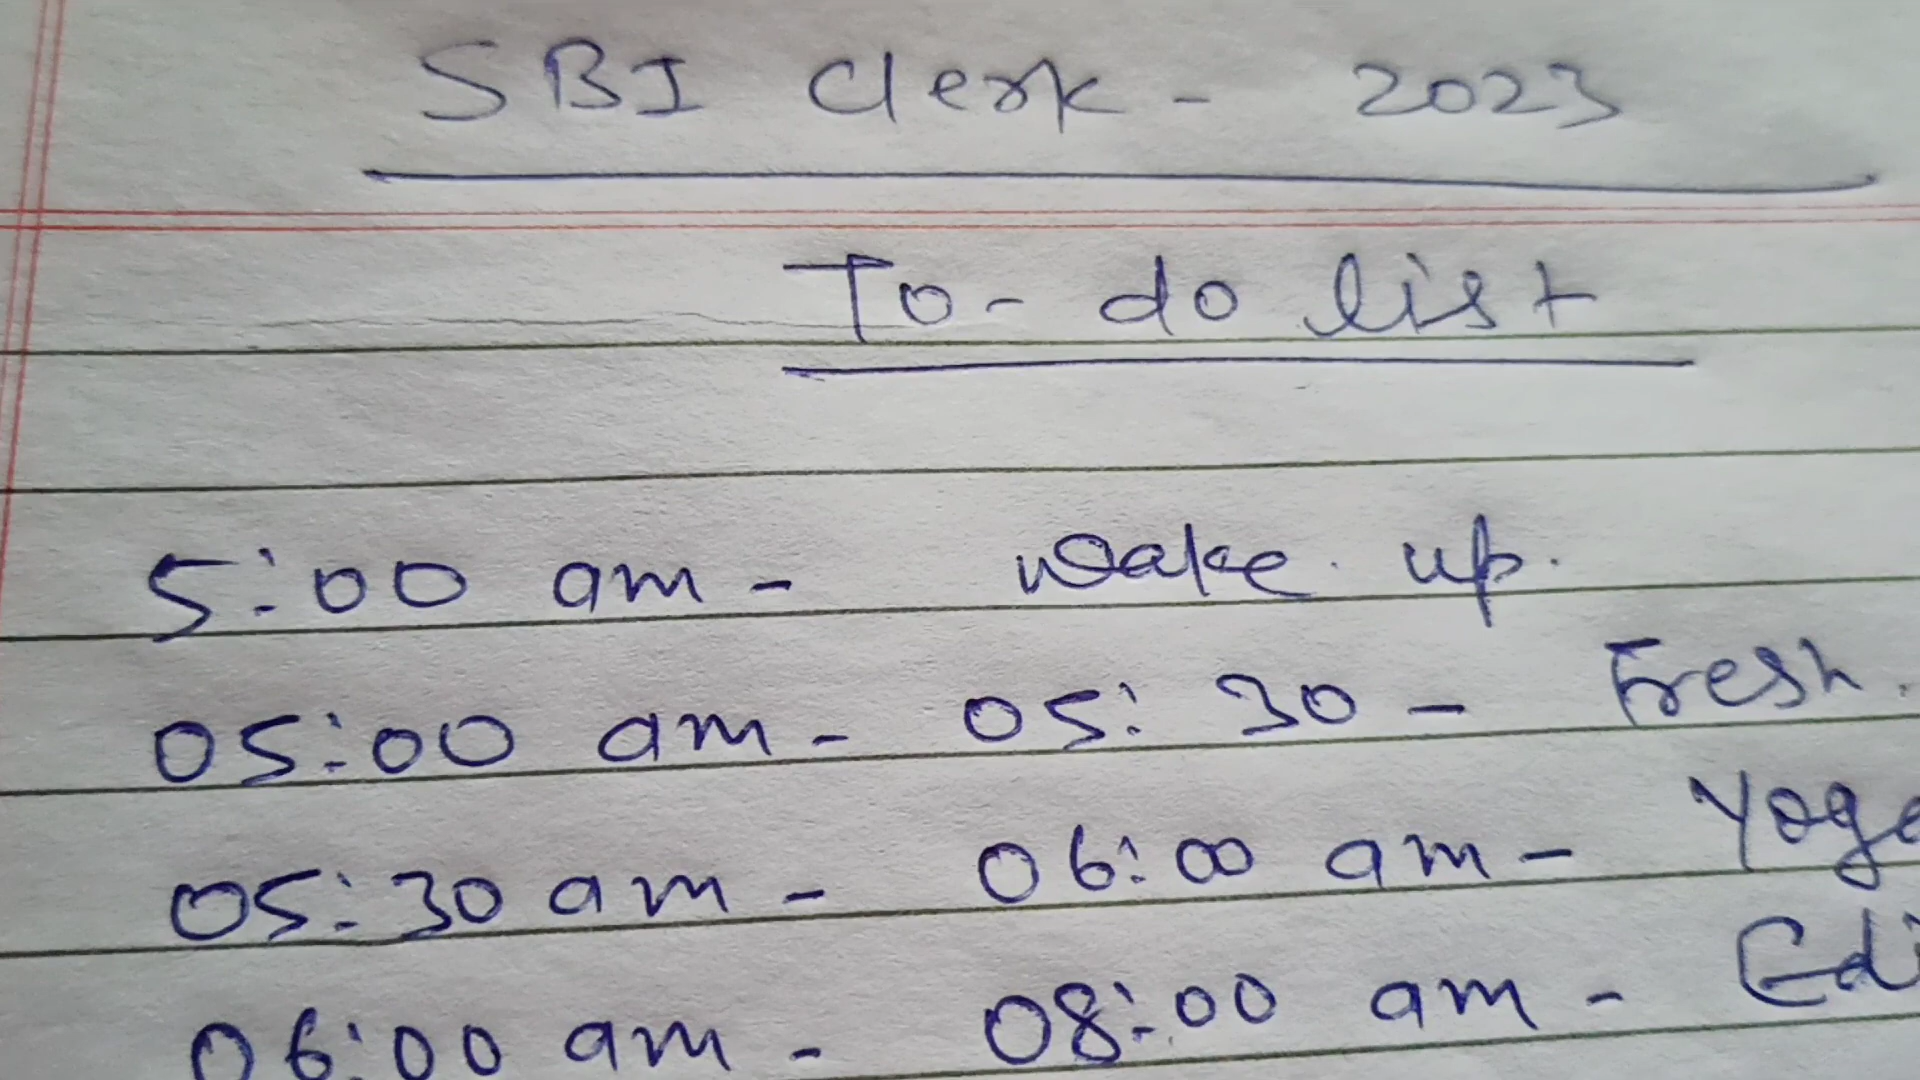 SBI Clerk - 2023
To-do list
5:00 am - wake up.
05:00 am - 05:30 - Fresh.
05:30 am - 06:00 am - Yoga
06:00 am - 08:00 am - Edi